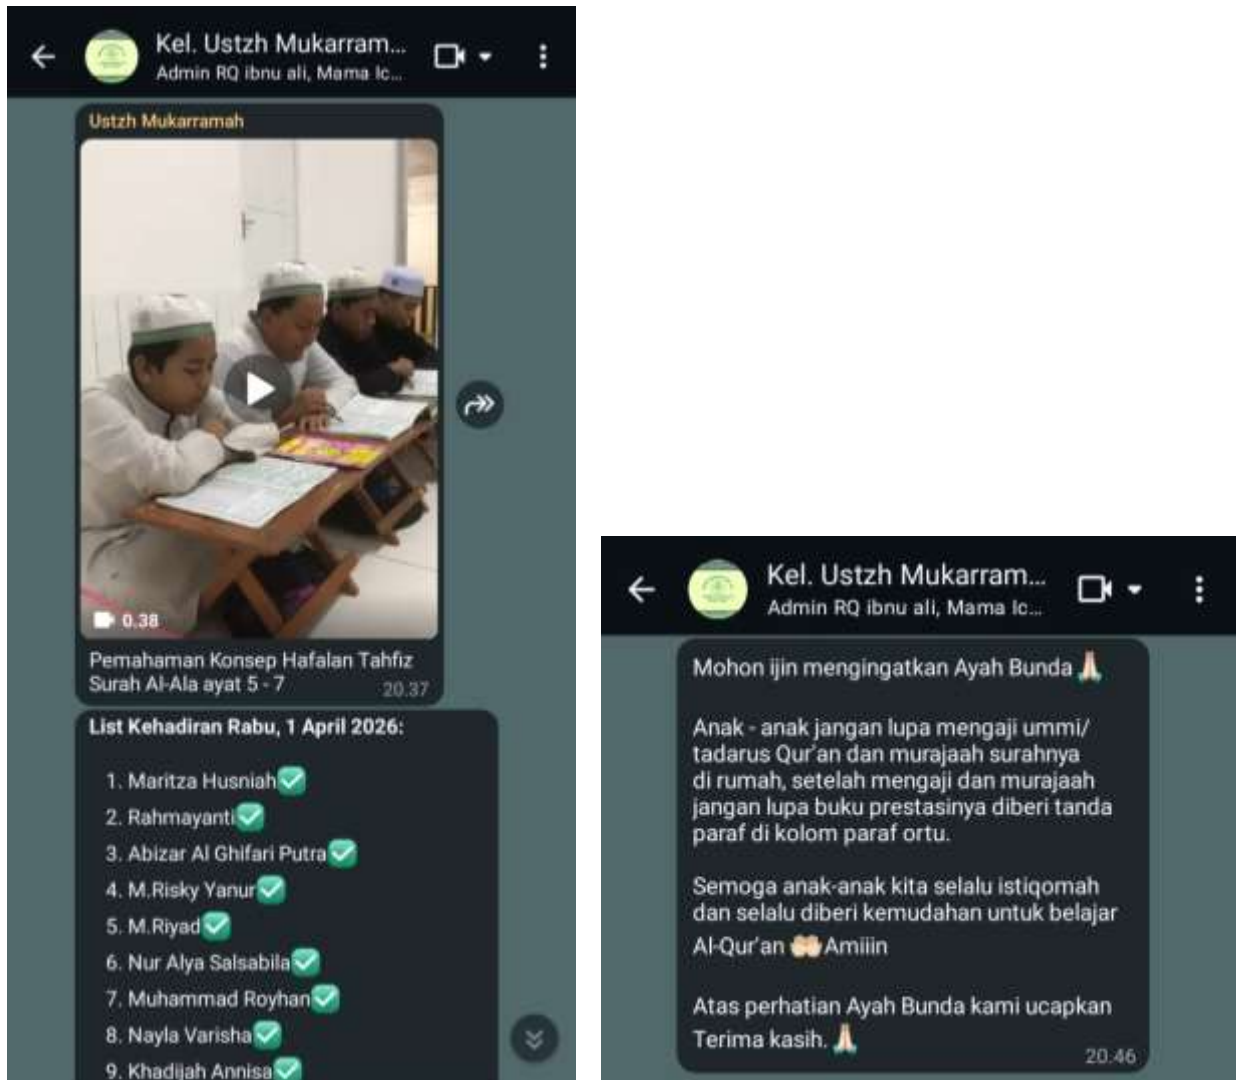 Kel. Ustzh Mukarram...
Admin RQ ibnu ali, Mama Ic...
Ustzh Mukarramah
0.38
Pemahaman Konsep Hafalan Tahfiz
Surah Al-Ala ayat 5 - 7
20.37
List Kehadiran Rabu, 1 April 2026:
1. Maritza Husniah✅
2. Rahmayanti✅
3. Abizar Al Ghifari Putra✅
4. M.Risky Yanur✅
5. M.Riyad✅
6. Nur Alya Salsabila✅
7. Muhammad Royhan✅
8. Nayla Varisha✅
9. Khadijah Annisa✅
Kel. Ustzh Mukarram...
Admin RQ ibnu ali, Mama Ic...
Mohon ijin mengingatkan Ayah Bunda🙏🏻
Anak - anak jangan lupa mengaji ummi/
tadarus Qur'an dan murajaah surahnya
di rumah, setelah mengaji dan murajaah
jangan lupa buku prestasinya diberi tanda
paraf di kolom paraf ortu.
Semoga anak-anak kita selalu istiqomah
dan selalu diberi kemudahan untuk belajar
Al-Qur'an 🤲🏻Amiiin
Atas perhatian Ayah Bunda kami ucapkan
Terima kasih. 🙏🏻
20.46